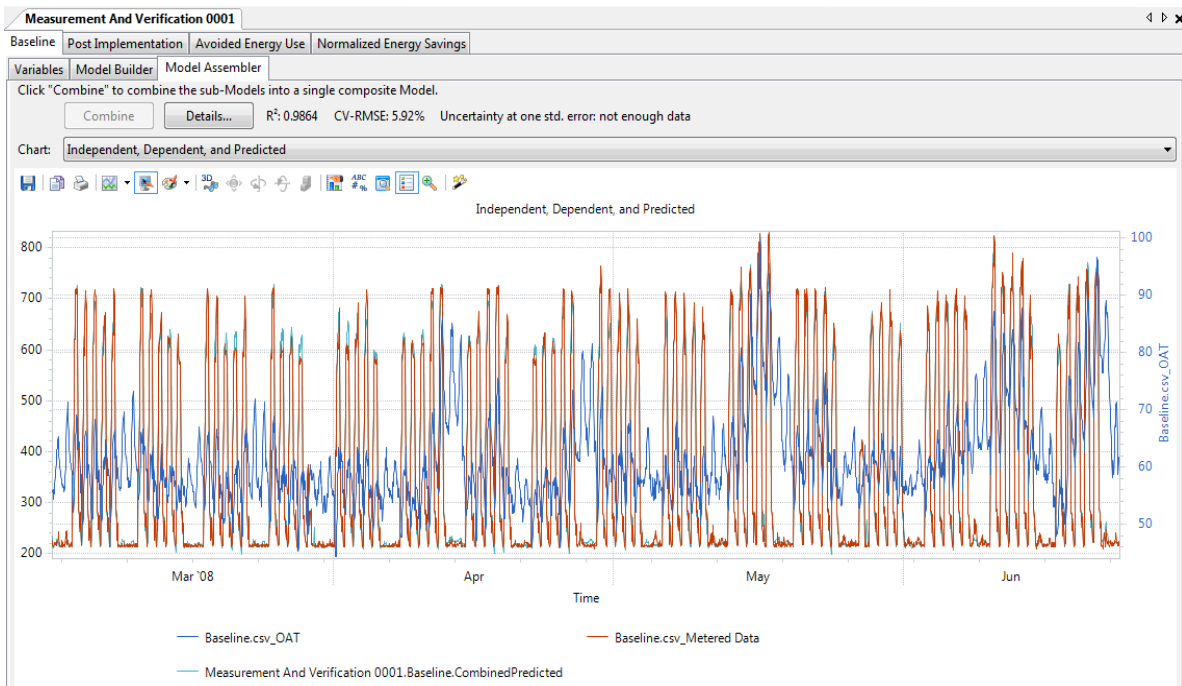 Measurement And Verification 0001
Baseline Post Implementation Avoided Energy Use Normalized Energy Savings
Variables Model Builder Model Assembler
Click "Combine" to combine the sub-Models into a single composite Model.
Combine Details... R²: 0.9864 CV-RMSE: 5.92% Uncertainty at one std. error: not enough data
Chart: Independent, Dependent, and Predicted
3D ABC #%
Independent, Dependent, and Predicted
800 100
700 90
600 80
500 70
400 60
300 50
200
Baseline.csv_OAT
Mar '08 Apr May Jun
Time
Baseline.csv_OAT Baseline.csv_Metered Data
Measurement And Verification 0001.Baseline.CombinedPredicted